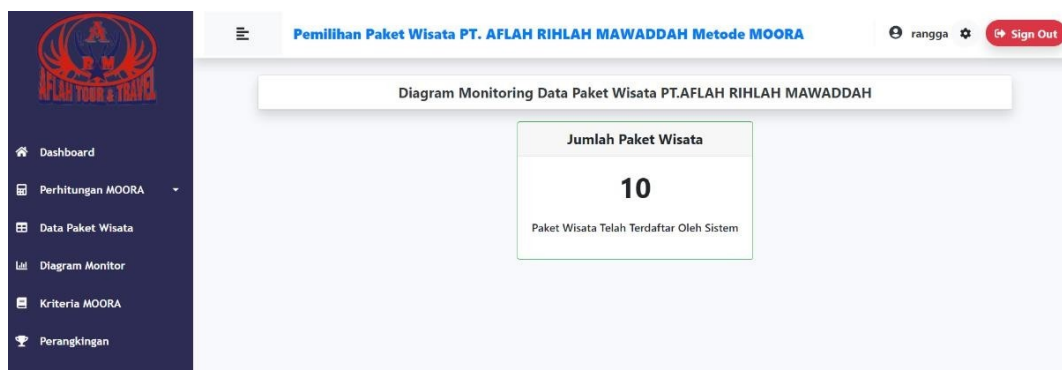 A
R M
AFLAH TOUR & TRAVEL
Dashboard
Perhitungan MOORA
Data Paket Wisata
Diagram Monitor
Kriteria MOORA
Perangkingan
Pemilihan Paket Wisata PT. AFLAH RIHLAH MAWADDAH Metode MOORA
rangga
Sign Out
Diagram Monitoring Data Paket Wisata PT.AFLAH RIHLAH MAWADDAH
Jumlah Paket Wisata
10
Paket Wisata Telah Terdaftar Oleh Sistem